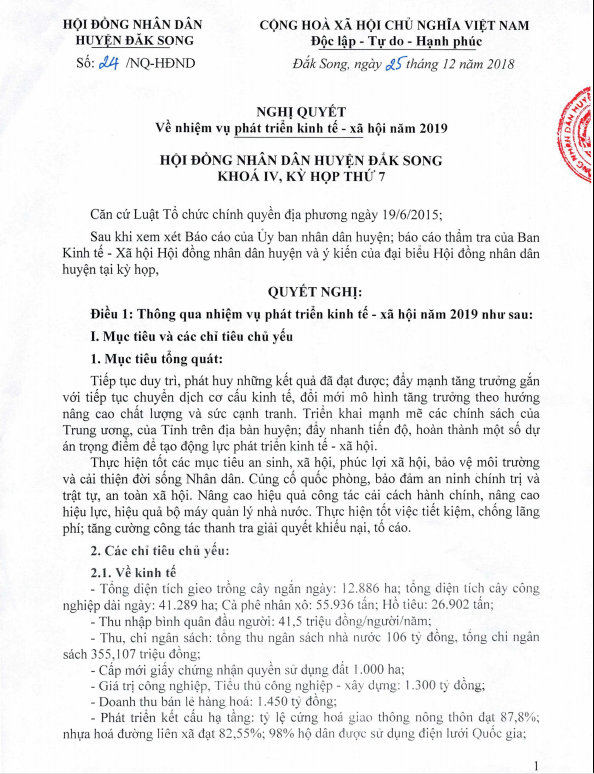 HỘI ĐỒNG NHÂN DÂN
HUYỆN ĐĂK SONG
Số: 24 /NQ-HĐND
CỘNG HOÀ XÃ HỘI CHỦ NGHĨA VIỆT NAM
Độc lập - Tự do - Hạnh phúc
Đắk Song, ngày 25 tháng 12 năm 2018
NGHỊ QUYẾT
Về nhiệm vụ phát triển kinh tế - xã hội năm 2019
HỘI ĐỒNG NHÂN DÂN HUYỆN ĐĂK SONG
KHOÁ IV, KỲ HỌP THỨ 7
Căn cứ Luật Tổ chức chính quyền địa phương ngày 19/6/2015;
Sau khi xem xét Báo cáo của Ủy ban nhân dân huyện; báo cáo thẩm tra của Ban
Kinh tế - Xã hội Hội đồng nhân dân huyện và ý kiến của đại biểu Hội đồng nhân dân
huyện tại kỳ họp,
QUYẾT NGHỊ:
Điều 1: Thông qua nhiệm vụ phát triển kinh tế - xã hội năm 2019 như sau:
I. Mục tiêu và các chỉ tiêu chủ yếu
1. Mục tiêu tổng quát:
Tiếp tục duy trì, phát huy những kết quả đã đạt được; đẩy mạnh tăng trưởng gắn
với tiếp tục chuyển dịch cơ cấu kinh tế, đổi mới mô hình tăng trưởng theo hướng
nâng cao chất lượng và sức cạnh tranh. Triển khai mạnh mẽ các chính sách của
Trung ương, của Tỉnh trên địa bàn huyện; đẩy nhanh tiến độ, hoàn thành một số dự
án trọng điểm để tạo động lực phát triển kinh tế - xã hội.
Thực hiện tốt các mục tiêu an sinh, xã hội, phúc lợi xã hội, bảo vệ môi trường
và cải thiện đời sống Nhân dân. Củng cố quốc phòng, bảo đảm an ninh chính trị và
trật tự, an toàn xã hội. Nâng cao hiệu quả công tác cải cách hành chính, nâng cao
hiệu lực, hiệu quả bộ máy quản lý nhà nước. Thực hiện tốt việc tiết kiệm, chống lãng
phí; tăng cường công tác thanh tra giải quyết khiếu nại, tố cáo.
2. Các chỉ tiêu chủ yếu:
2.1. Về kinh tế
- Tổng diện tích gieo trồng cây ngắn ngày: 12.886 ha; tổng diện tích cây công
nghiệp dài ngày: 41.289 ha; Cà phê nhân xô: 55.936 tấn; Hồ tiêu: 26.902 tấn;
- Thu nhập bình quân đầu người: 41,5 triệu đồng/người/năm;
- Thu, chi ngân sách: tổng thu ngân sách nhà nước 106 tỷ đồng, tổng chi ngân
sách 355,107 triệu đồng;
- Cấp mới giấy chứng nhận quyền sử dụng đất 1.000 ha;
- Giá trị công nghiệp, Tiểu thủ công nghiệp - xây dựng: 1.300 tỷ đồng;
- Doanh thu bán lẻ hàng hoá: 1.450 tỷ đồng;
- Phát triển kết cấu hạ tầng: tỷ lệ cứng hoá giao thông nông thôn đạt 87,8%;
nhựa hoá đường liên xã đạt 82,55%; 98% hộ dân được sử dụng điện lưới Quốc gia;
1